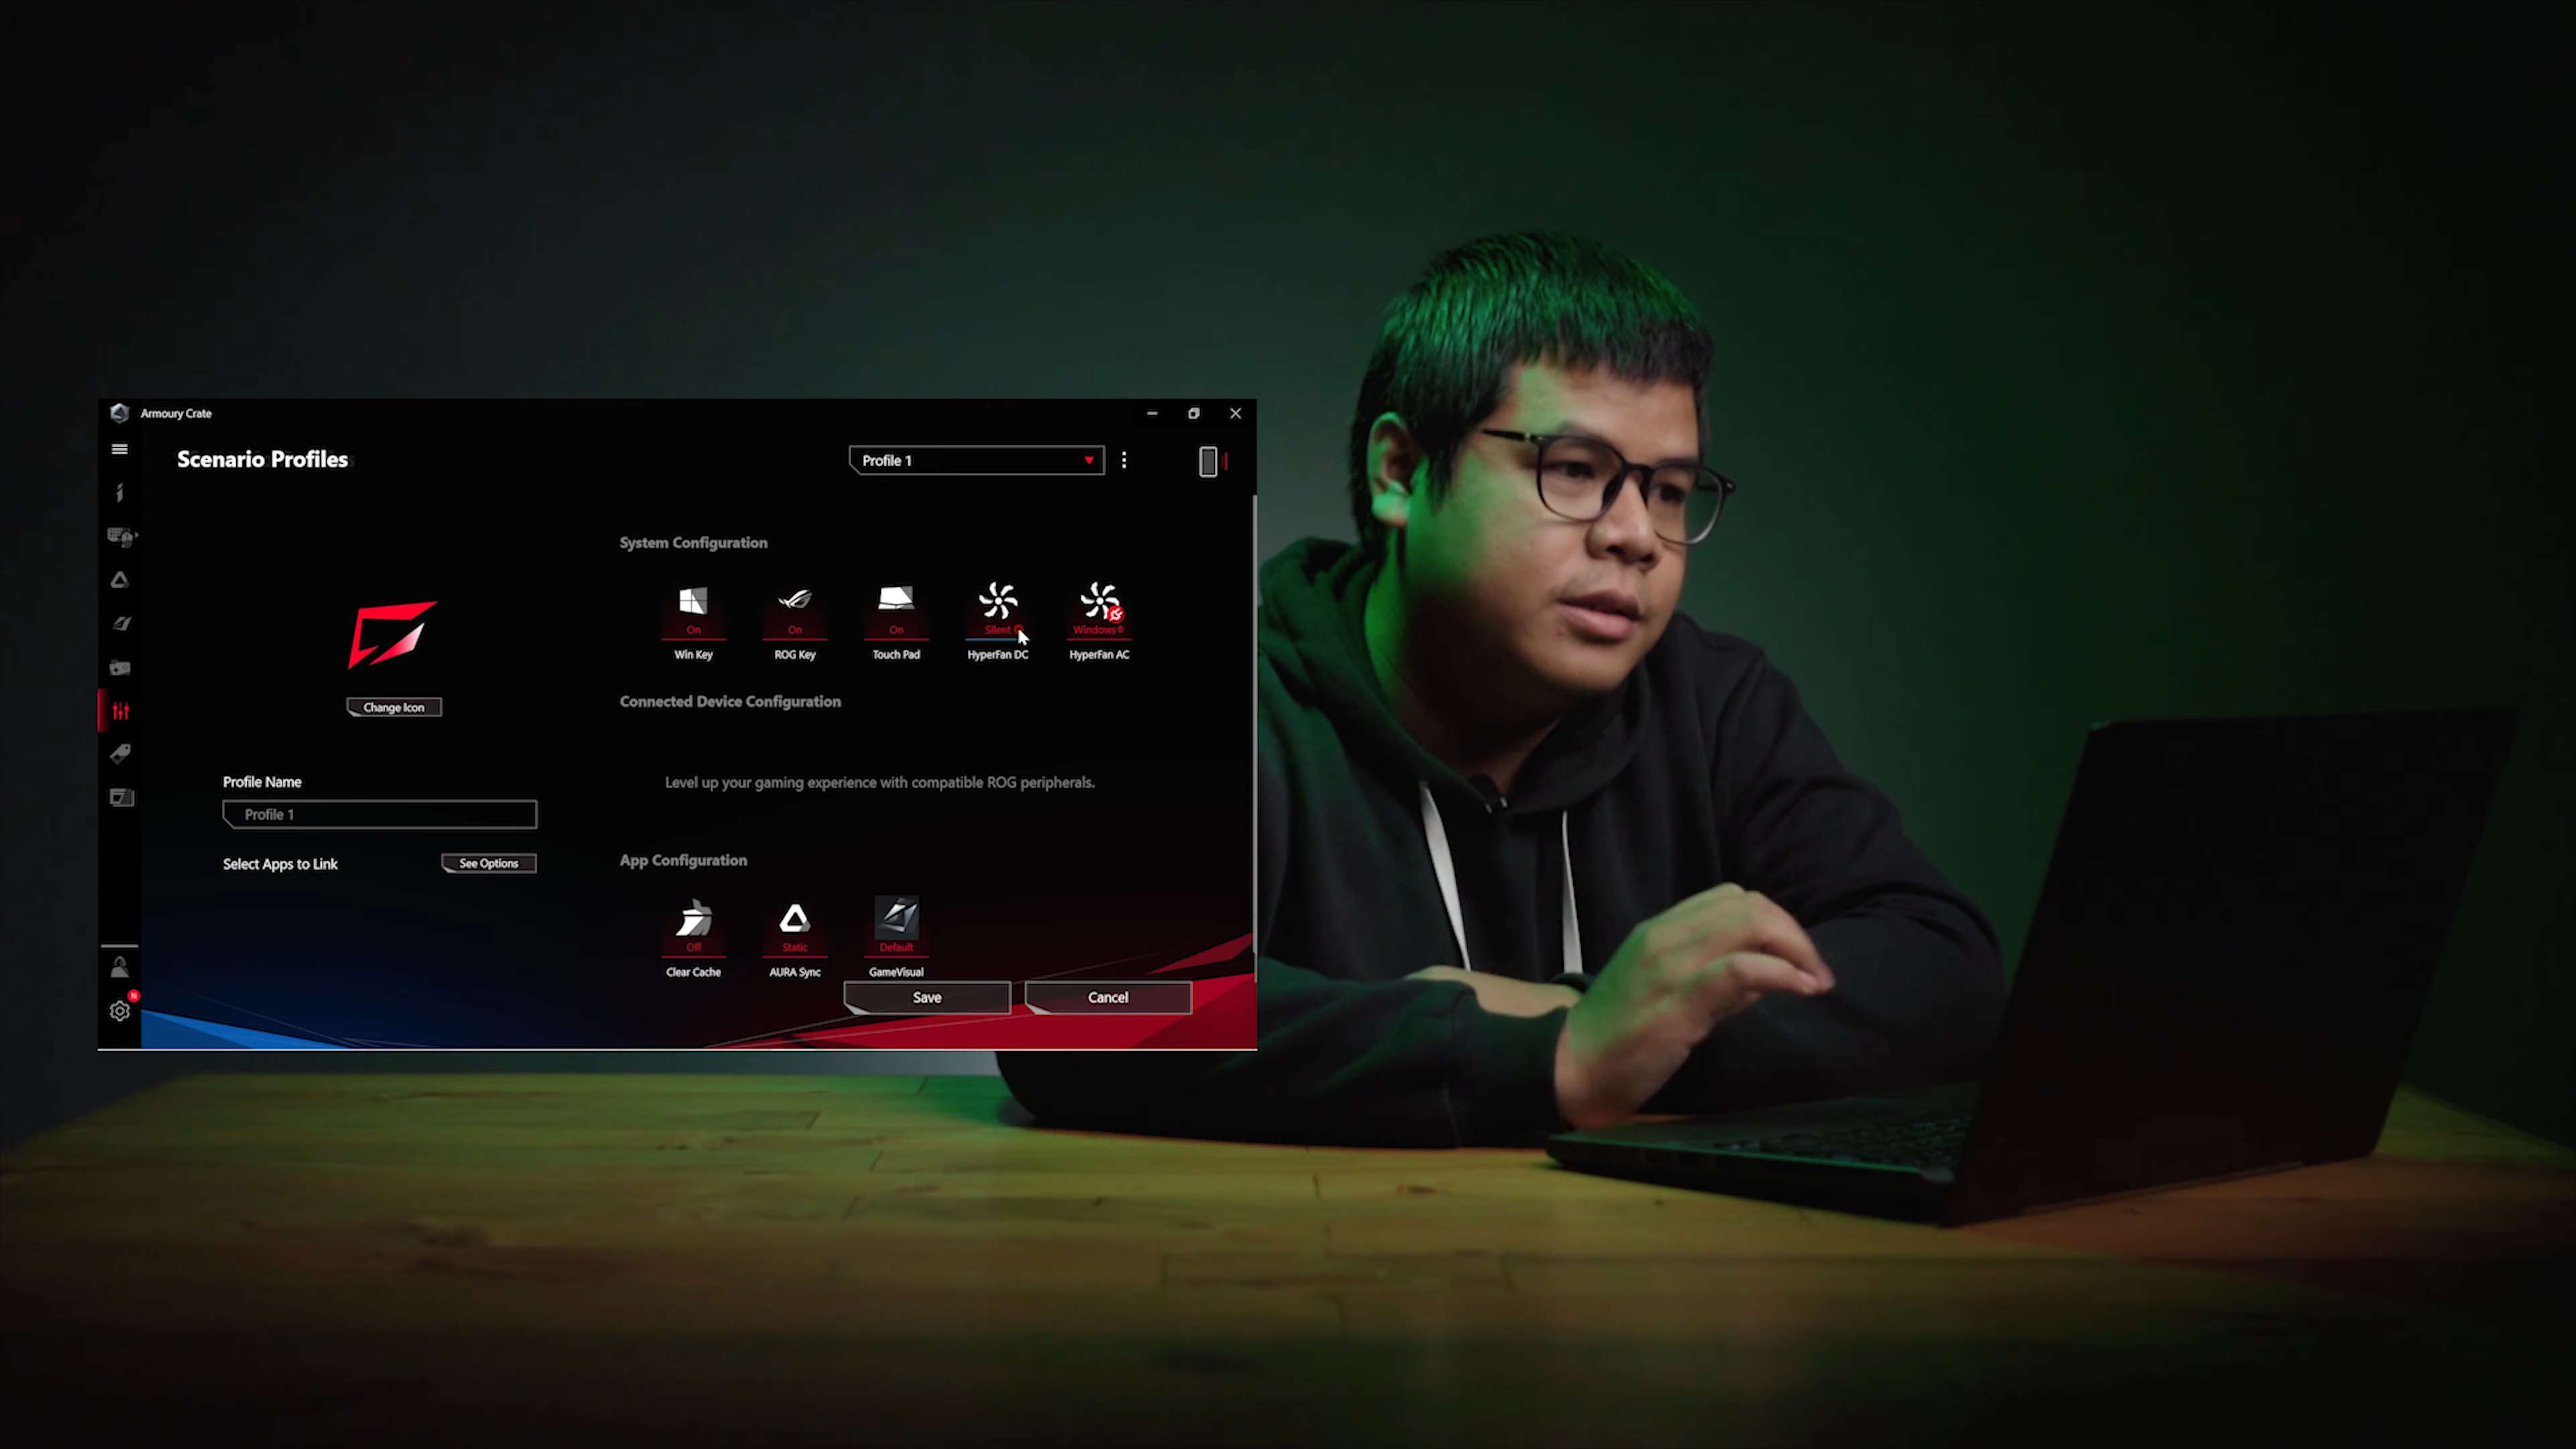 Armoury Crate
Scenario Profiles
Profile 1
System Configuration
On
On
On
Silent
Windows®
Win Key
ROG Key
Touch Pad
HyperFan DC
HyperFan AC
Change Icon
Connected Device Configuration
Level up your gaming experience with compatible ROG peripherals.
Profile Name
Profile 1
Select Apps to Link
See Options
App Configuration
Off
Static
Default
Clear Cache
AURA Sync
GameVisual
Save
Cancel
N